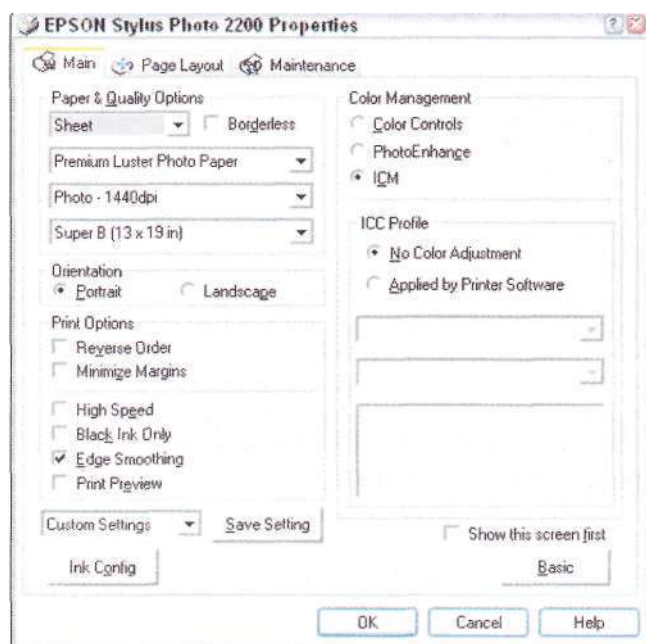 EPSON Stylus Photo 2200 Properties
Main Page Layout Maintenance
Paper & Quality Options
Sheet Borderless
Premium Luster Photo Paper
Photo - 1440dpi
Super B (13 x 19 in)
Orientation
Portrait Landscape
Print Options
Reverse Order
Minimize Margins
High Speed
Black Ink Only
Edge Smoothing
Print Preview
Custom Settings Save Setting
Ink Config
Color Management
Color Controls
PhotoEnhance
ICM
ICC Profile
No Color Adjustment
Applied by Printer Software
Show this screen first
Basic
OK Cancel Help